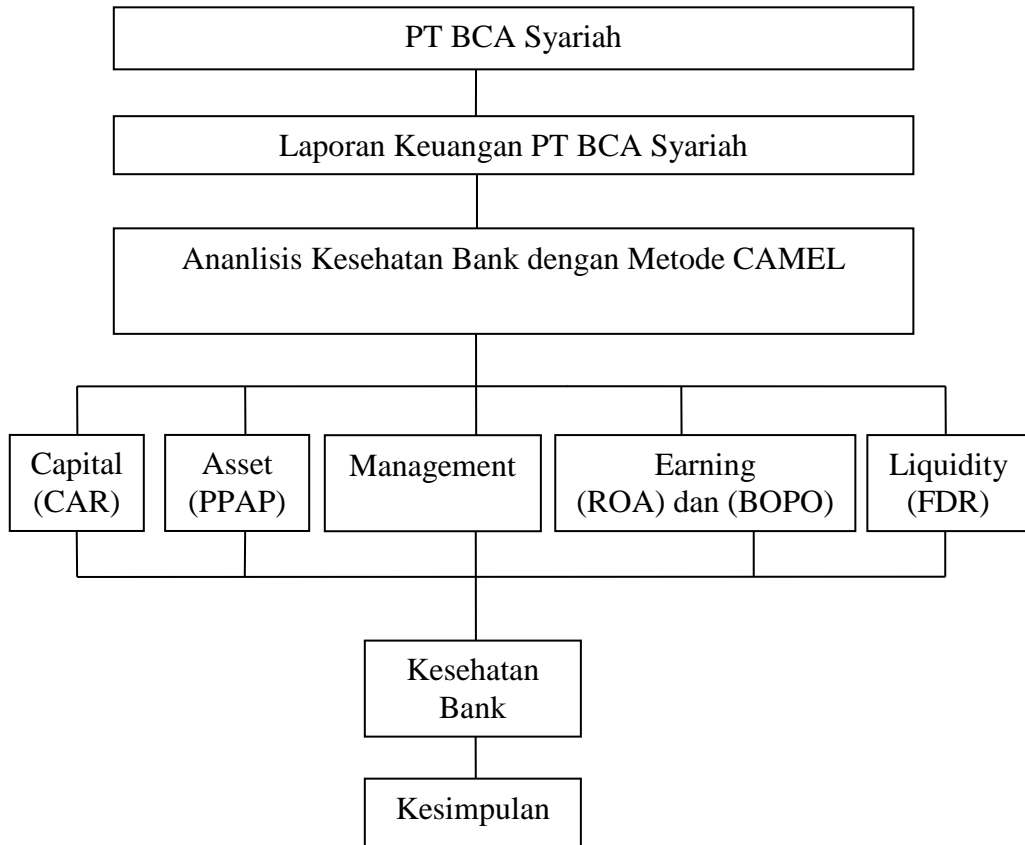 PT BCA Syariah
Laporan Keuangan PT BCA Syariah
Ananlisis Kesehatan Bank dengan Metode CAMEL
Capital
(CAR)
Asset
(PPAP)
Management
Earning
(ROA) dan (BOPO)
Liquidity
(FDR)
Kesehatan
Bank
Kesimpulan